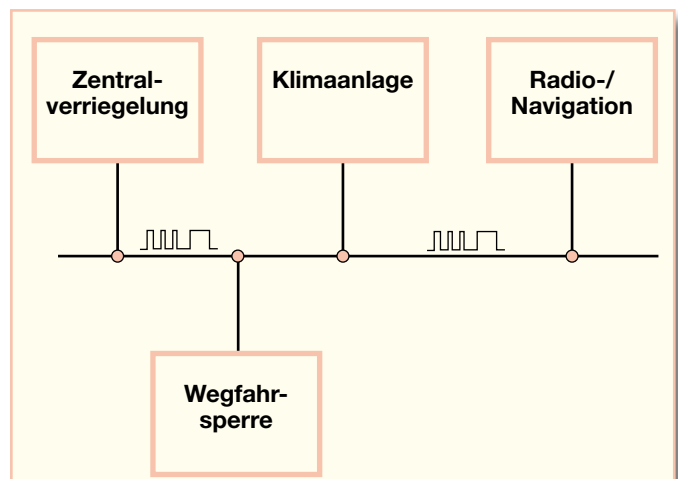 Zentral-
verriegelung
Klimaanlage
Radio-/
Navigation
Wegfahr-
sperre